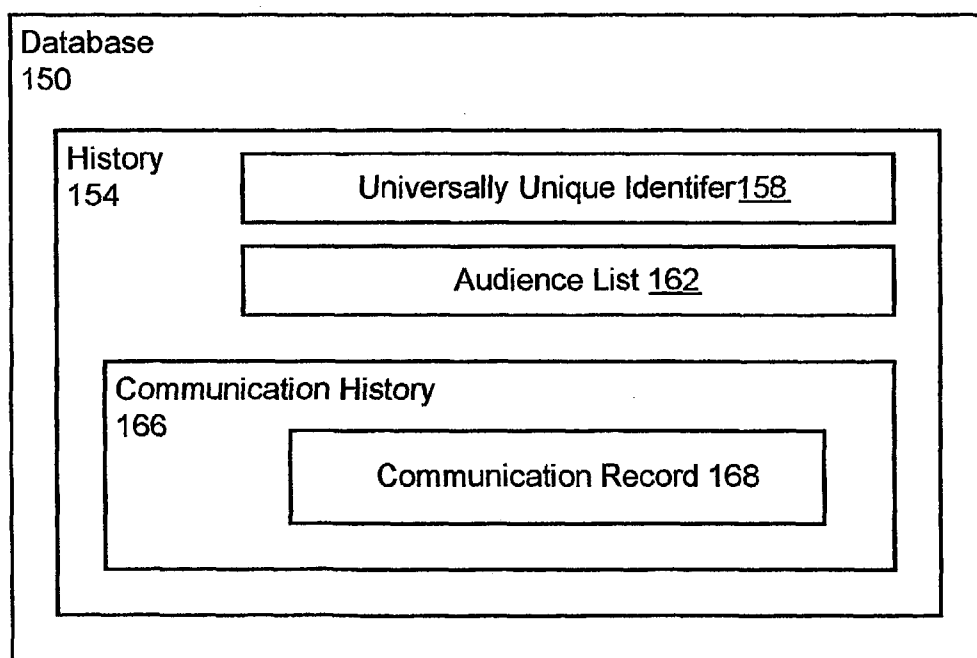 Database
150
History
154
Universally Unique Identifer158
Audience List 162
Communication History
166
Communication Record 168